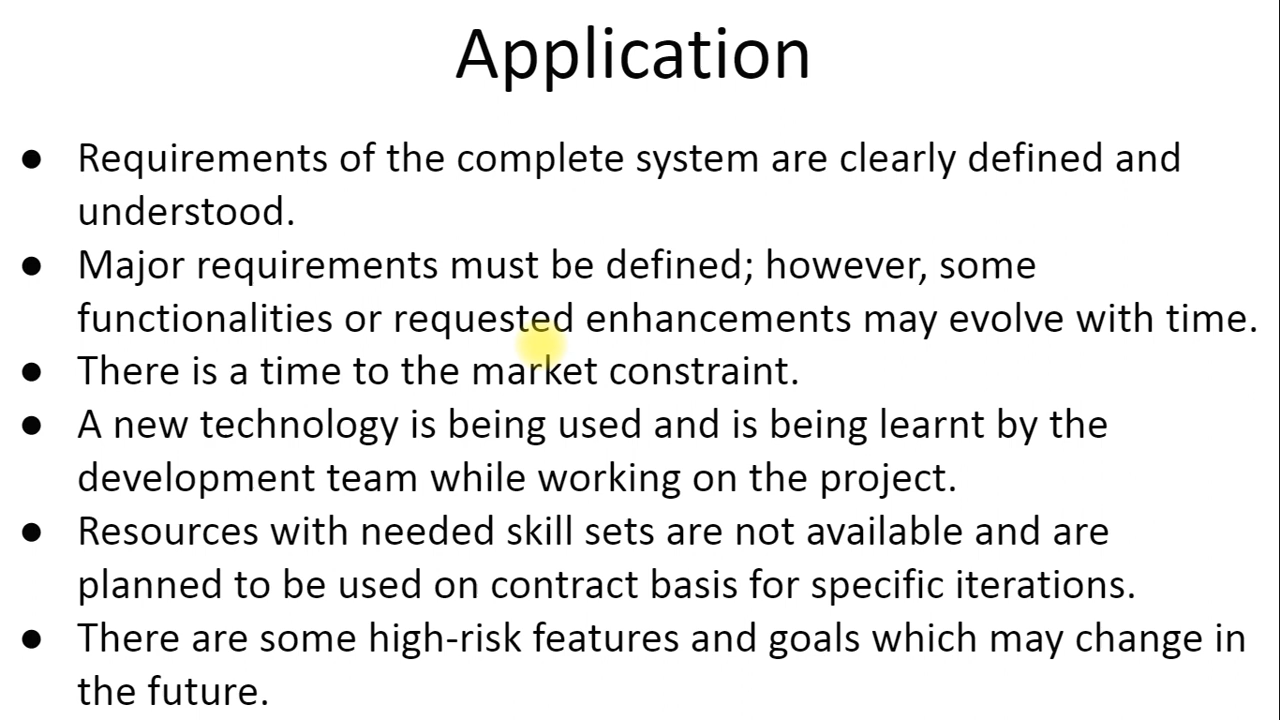 Application
● Requirements of the complete system are clearly defined and
understood.
● Major requirements must be defined; however, some
functionalities or requested enhancements may evolve with time.
● There is a time to the market constraint.
● A new technology is being used and is being learnt by the
development team while working on the project.
● Resources with needed skill sets are not available and are
planned to be used on contract basis for specific iterations.
● There are some high-risk features and goals which may change in
the future.